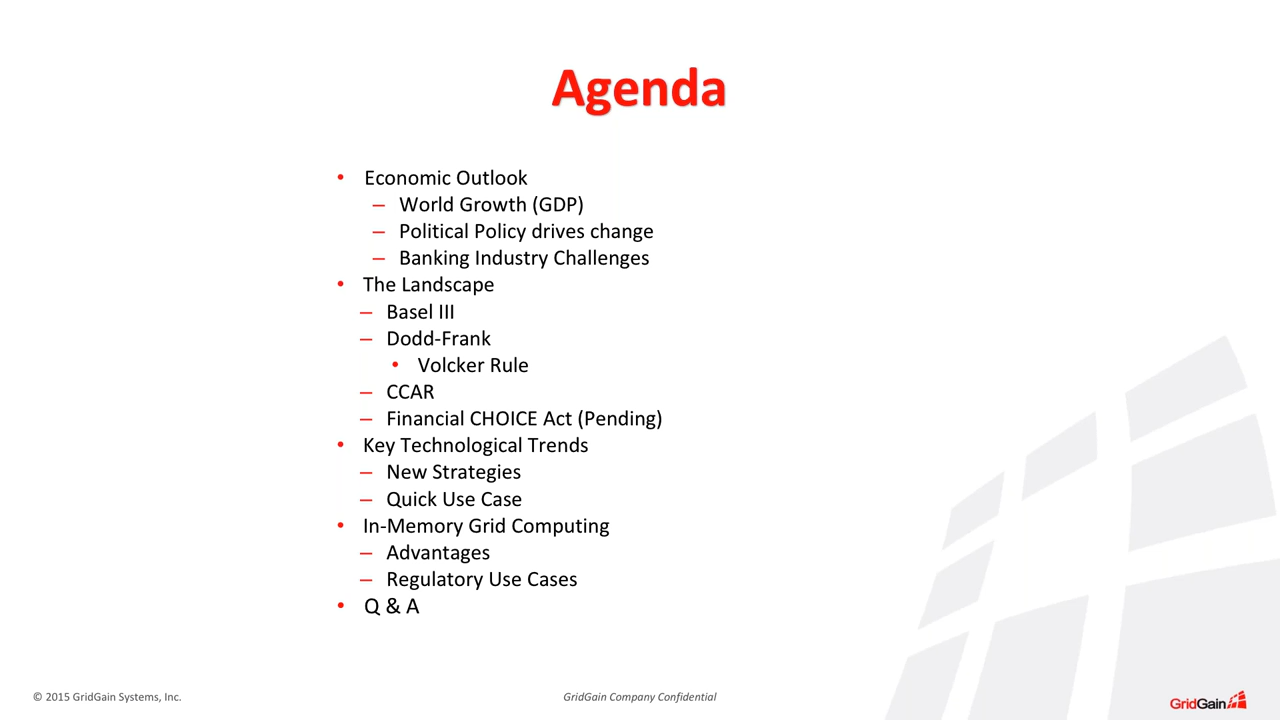 Agenda
• Economic Outlook
– World Growth (GDP)
– Political Policy drives change
– Banking Industry Challenges
• The Landscape
– Basel III
– Dodd-Frank
• Volcker Rule
– CCAR
– Financial CHOICE Act (Pending)
• Key Technological Trends
– New Strategies
– Quick Use Case
• In-Memory Grid Computing
– Advantages
– Regulatory Use Cases
• Q & A
© 2015 GridGain Systems, Inc.
GridGain Company Confidential
GridGain